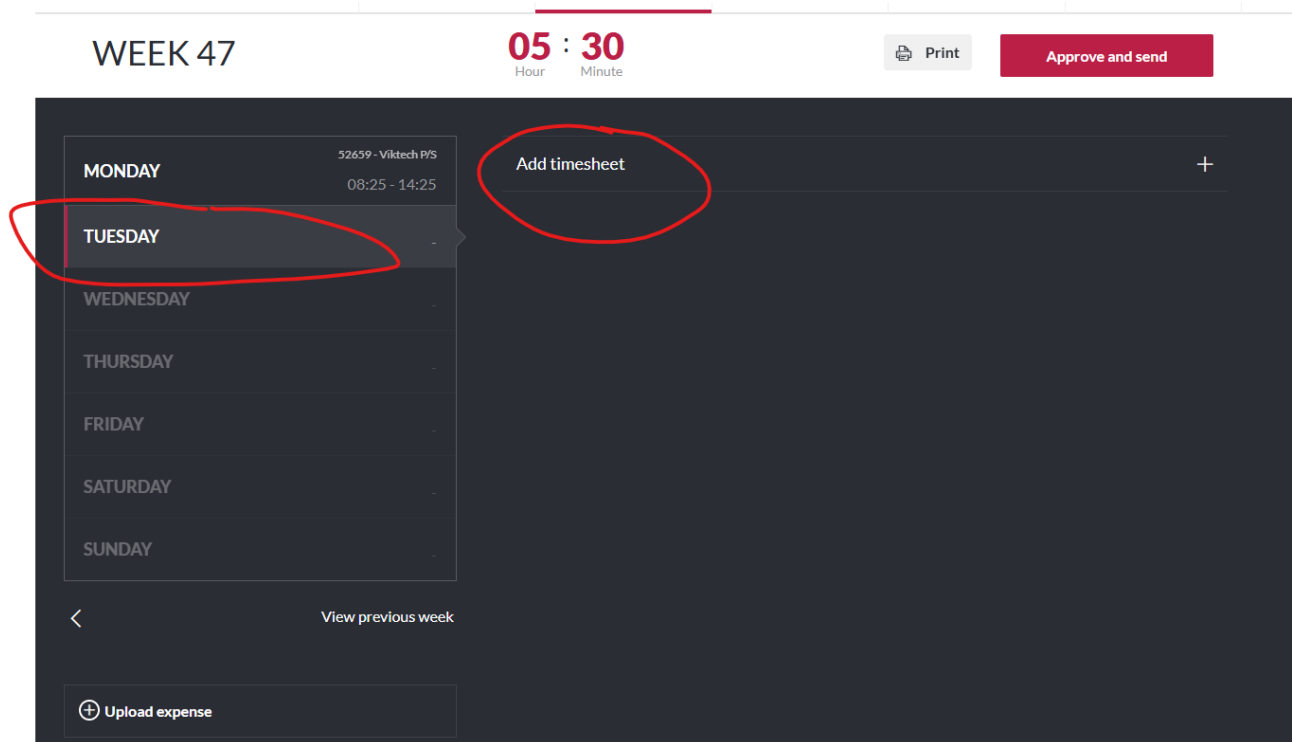 WEEK 47
05 : 30
Hour Minute
Print
Approve and send
MONDAY
52659 - Viktech P/S
08:25 - 14:25
TUESDAY -
WEDNESDAY -
THURSDAY -
FRIDAY -
SATURDAY -
SUNDAY -
View previous week
Upload expense
Add timesheet